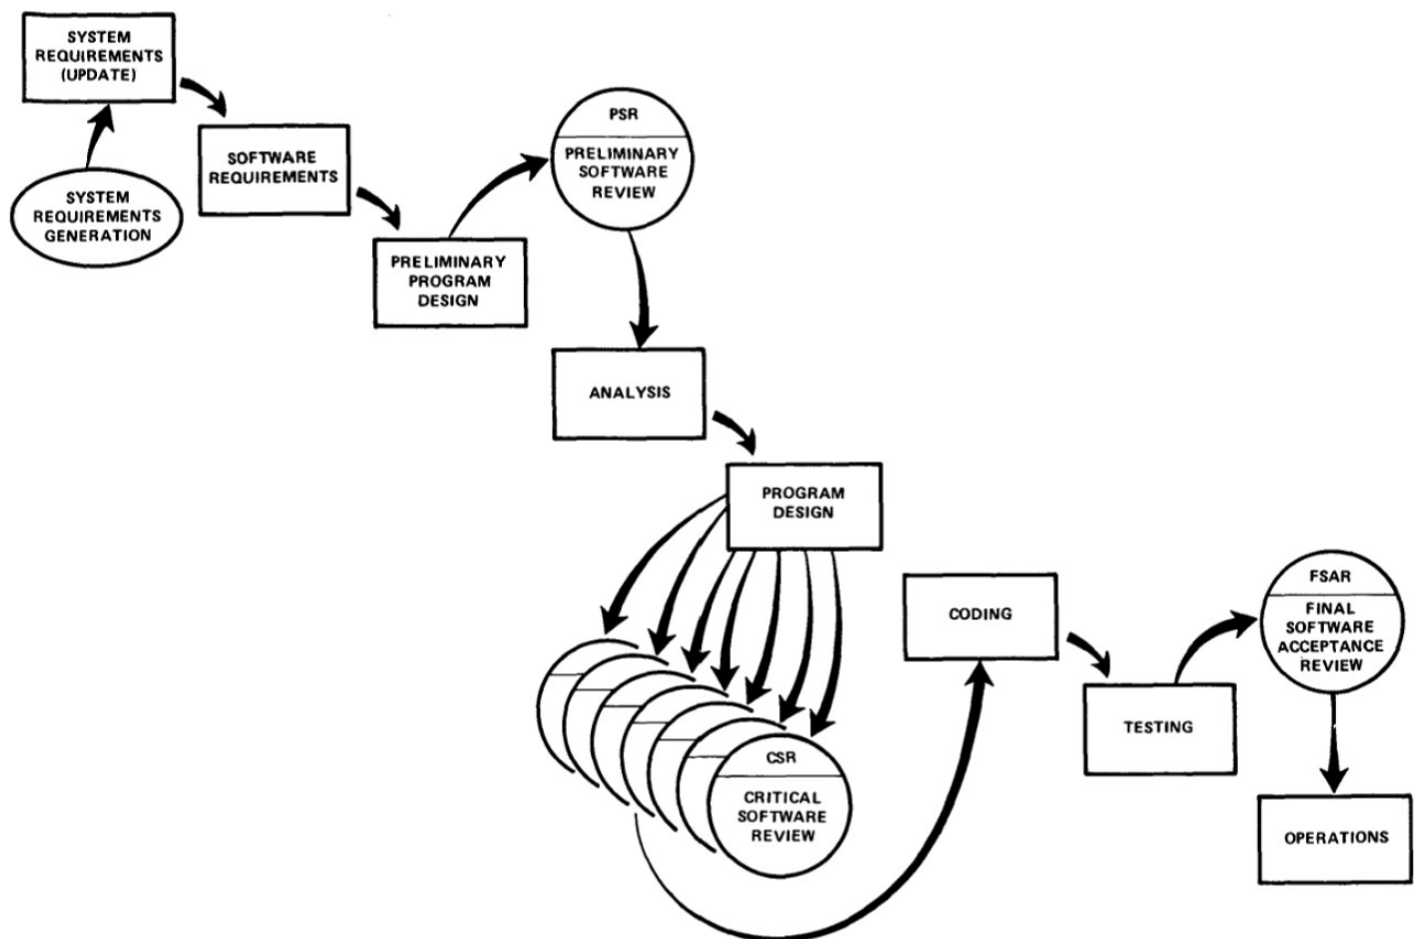 SYSTEM
REQUIREMENTS
(UPDATE)
SYSTEM
REQUIREMENTS
GENERATION
SOFTWARE
REQUIREMENTS
PRELIMINARY
PROGRAM
DESIGN
PSR
PRELIMINARY
SOFTWARE
REVIEW
ANALYSIS
PROGRAM
DESIGN
CSR
CRITICAL
SOFTWARE
REVIEW
CODING
TESTING
FSAR
FINAL
SOFTWARE
ACCEPTANCE
REVIEW
OPERATIONS